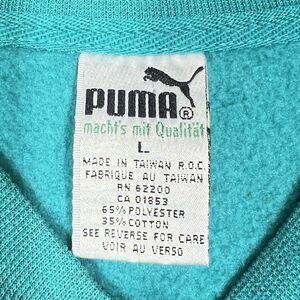 PUMA®
macht's mit Qualität
L
MADE IN TAIWAN R.O.C.
FABRIQUE AU TAIWAN
RN 62200
CA 01853
65% POLYESTER
35% COTTON
SEE REVERSE FOR CARE
VOIR AU VERSO